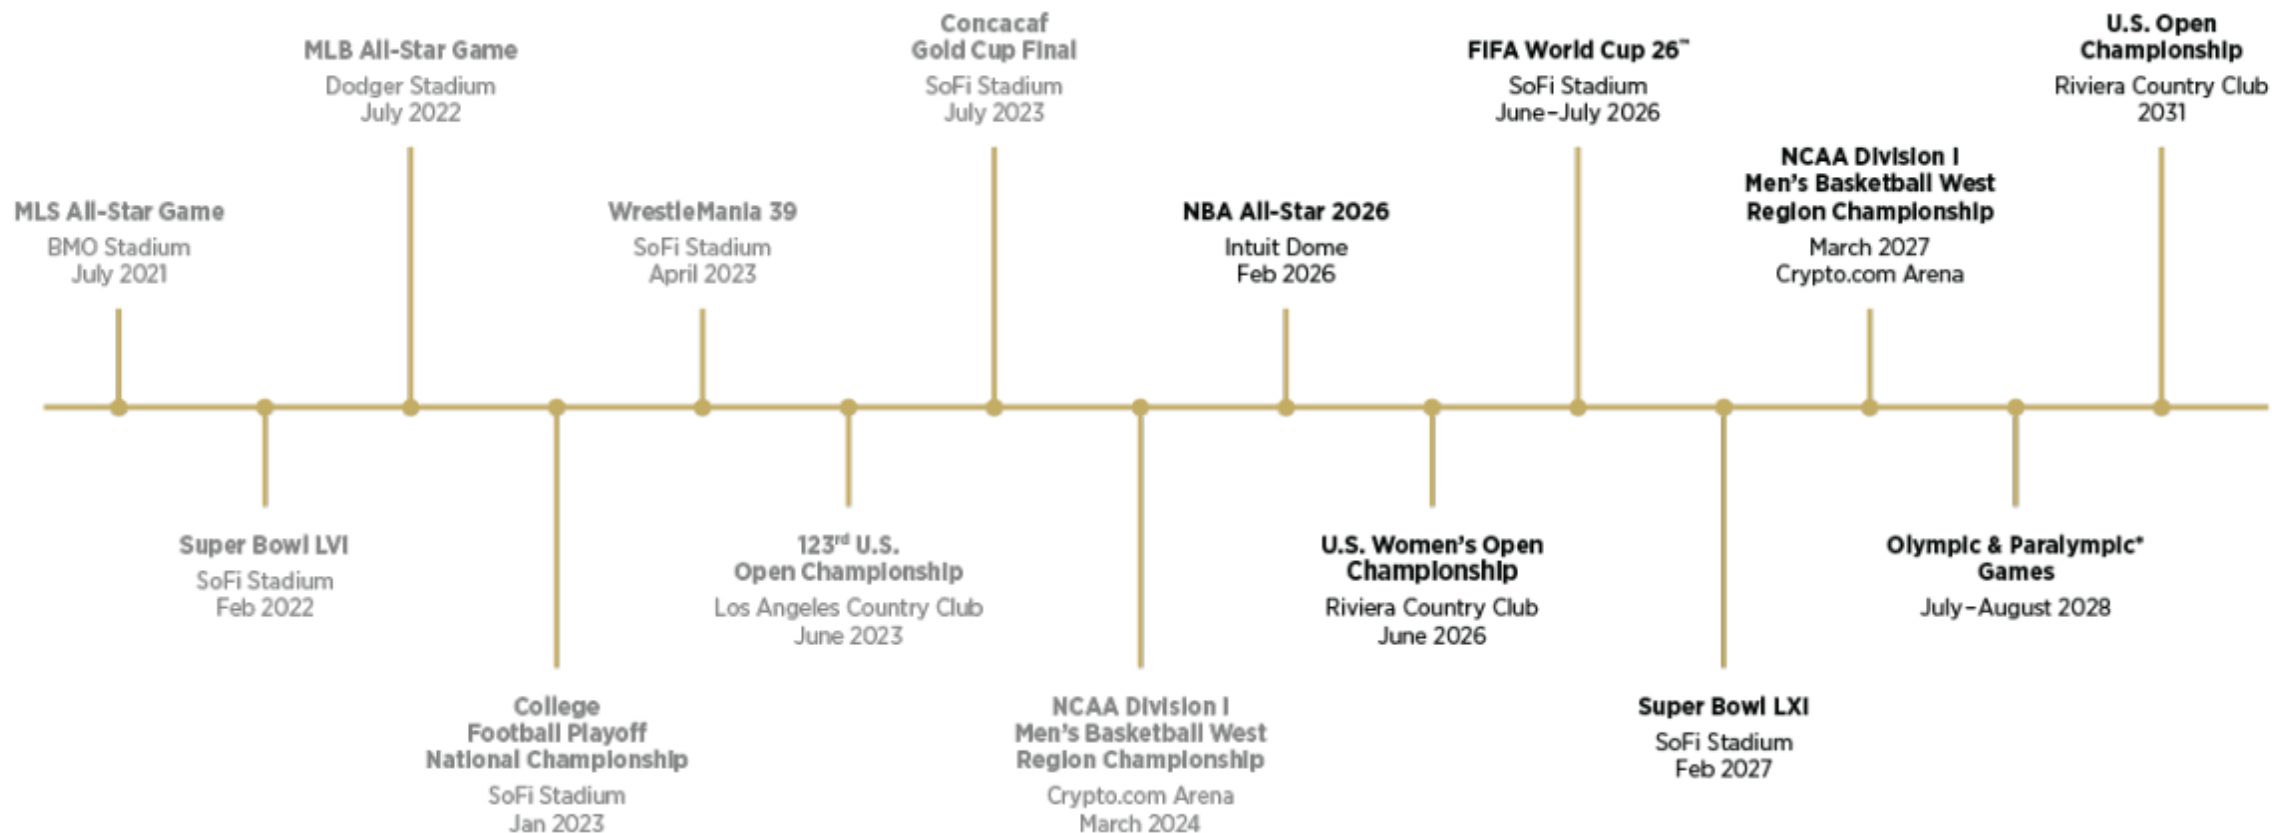 MLS All-Star Game
BMO Stadium
July 2021
Super Bowl LVI
SoFi Stadium
Feb 2022
MLB All-Star Game
Dodger Stadium
July 2022
College
Football Playoff
National Championship
SoFi Stadium
Jan 2023
WrestleMania 39
SoFi Stadium
April 2023
123rd U.S.
Open Championship
Los Angeles Country Club
June 2023
Concacaf
Gold Cup Final
SoFi Stadium
July 2023
NCAA Division I
Men's Basketball West
Region Championship
Crypto.com Arena
March 2024
NBA All-Star 2026
Intuit Dome
Feb 2026
U.S. Women's Open
Championship
Riviera Country Club
June 2026
FIFA World Cup 26™
SoFi Stadium
June–July 2026
Super Bowl LXI
SoFi Stadium
Feb 2027
NCAA Division I
Men's Basketball West
Region Championship
March 2027
Crypto.com Arena
Olympic & Paralympic*
Games
July–August 2028
U.S. Open
Championship
Riviera Country Club
2031